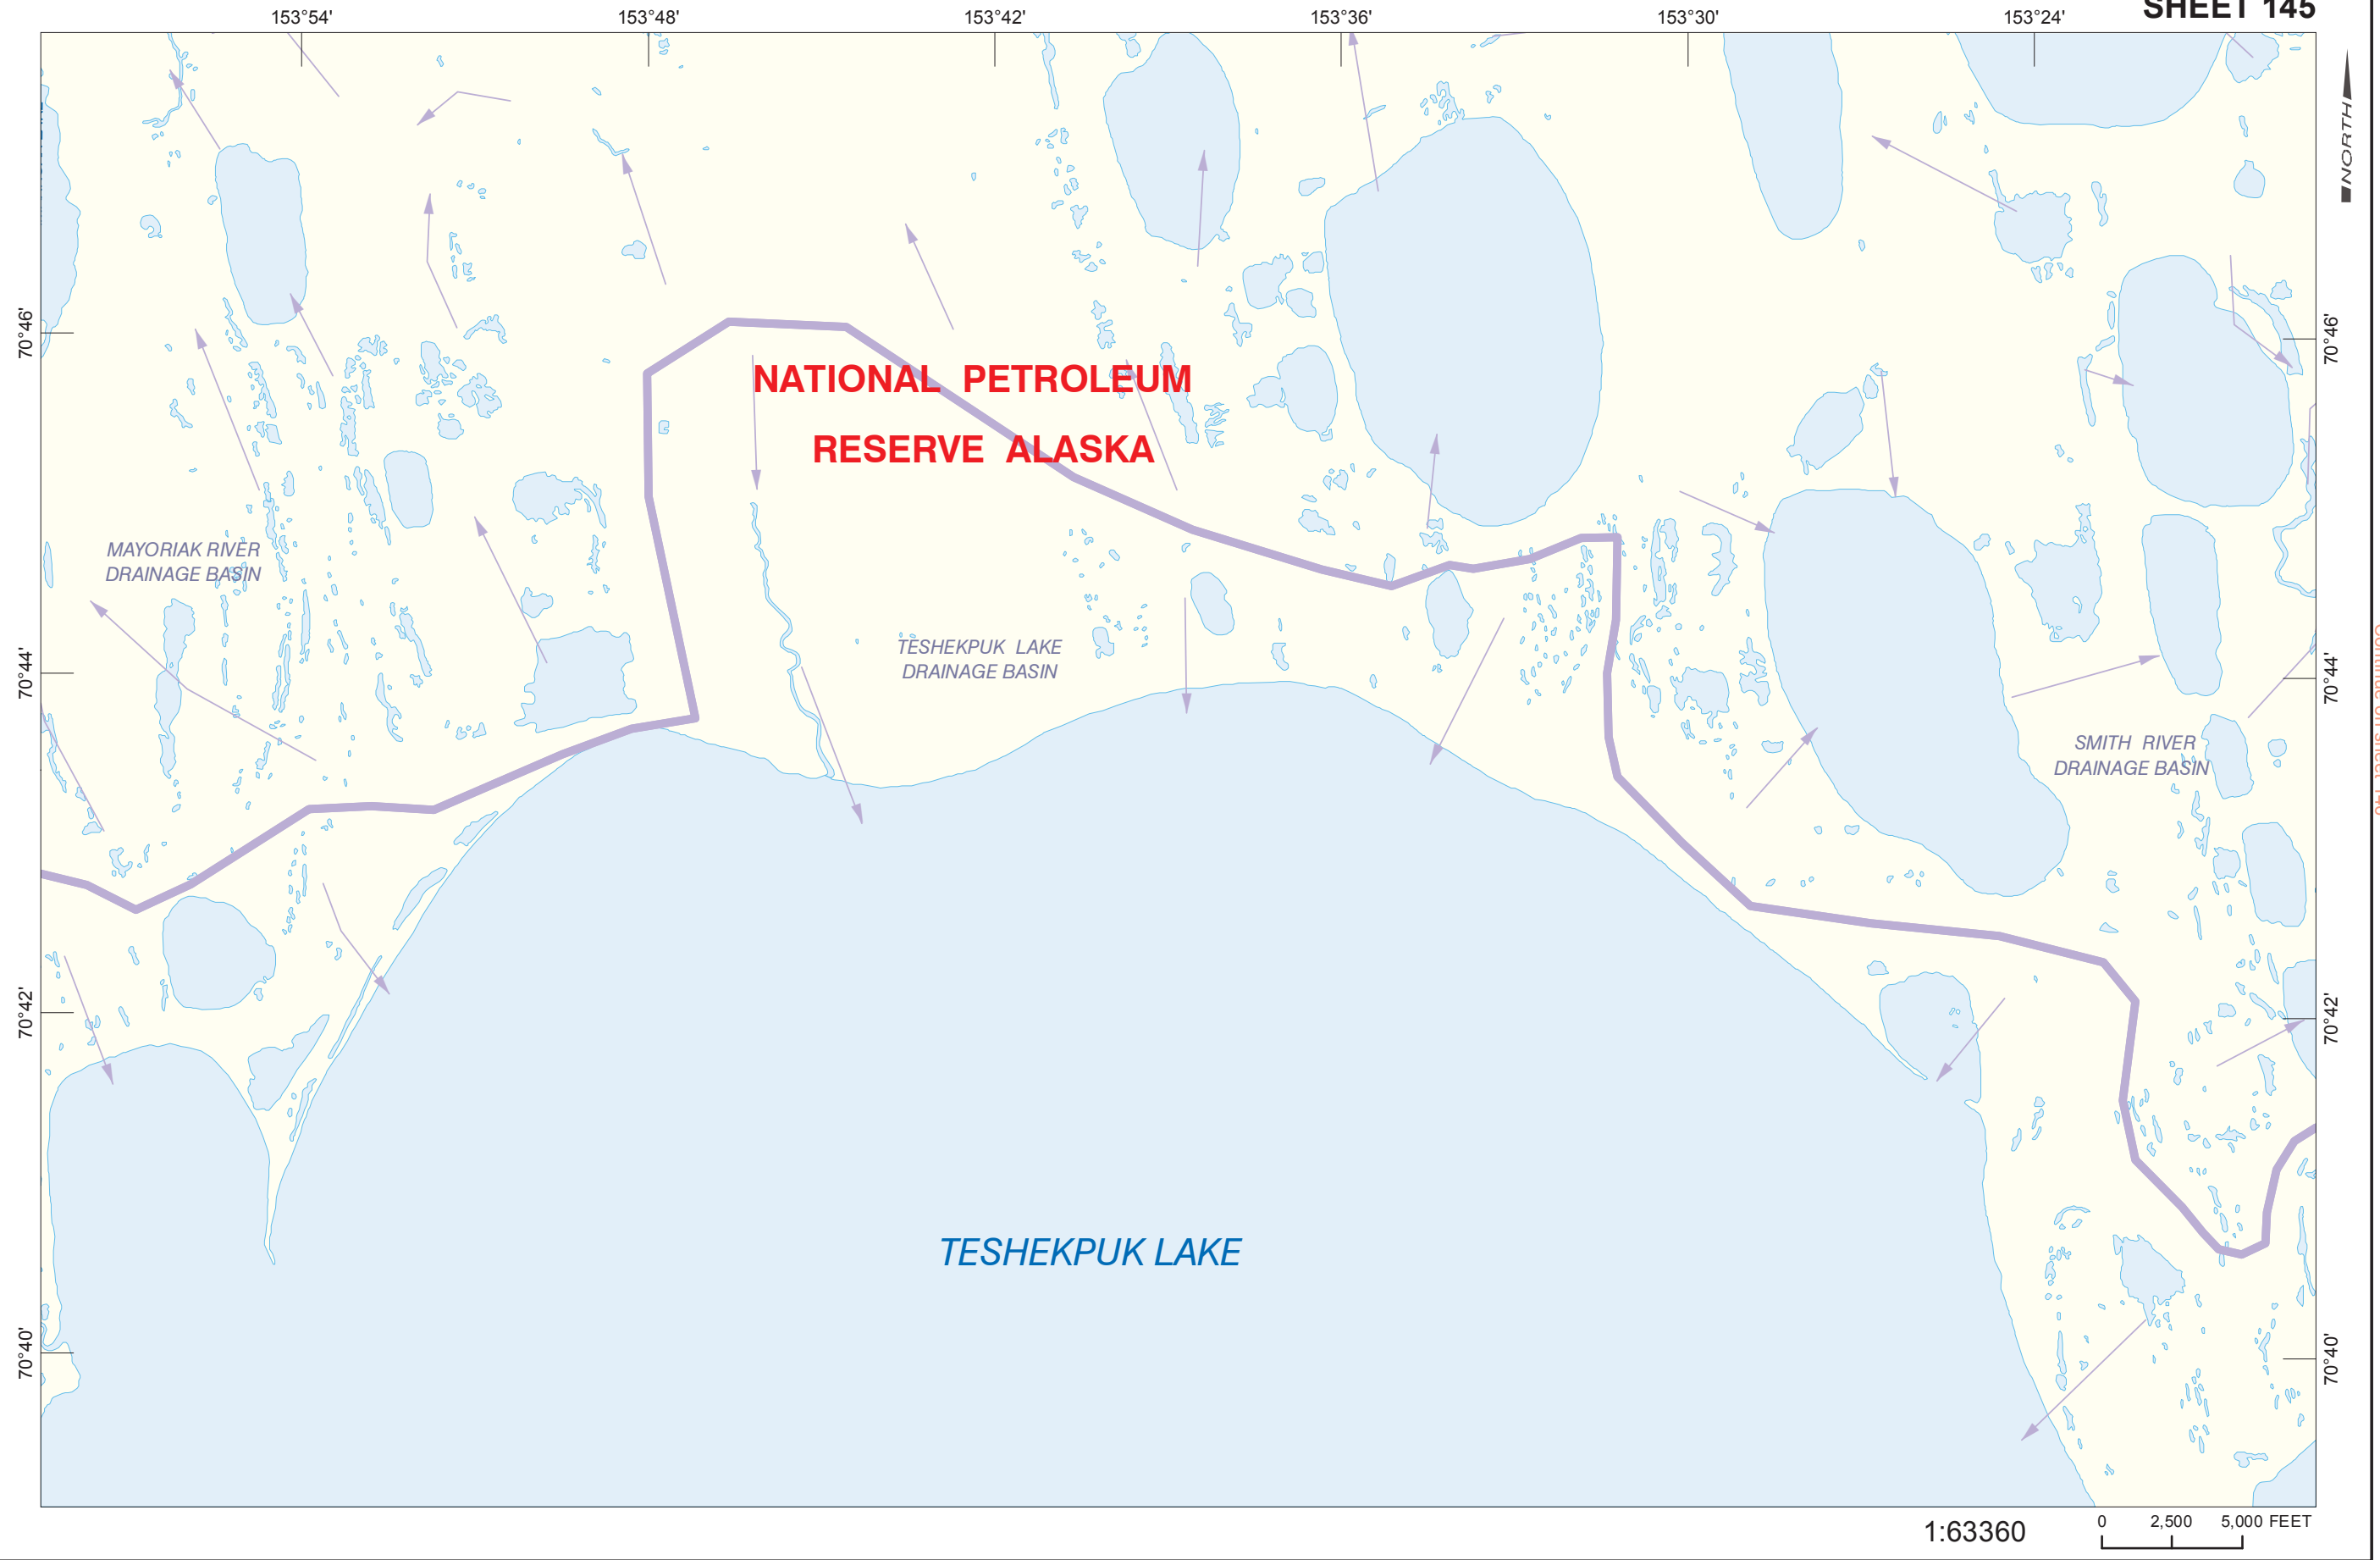 SHEET 145
153°54' 153°48' 153°42' 153°36' 153°30' 153°24'
NORTH
70°46' 70°46'
NATIONAL PETROLEUM
RESERVE ALASKA
MAYORIAK RIVER
DRAINAGE BASIN
TESHEKPUK LAKE
DRAINAGE BASIN
70°44' 70°44'
SMITH RIVER
DRAINAGE BASIN
70°42' 70°42'
TESHEKPUK LAKE
70°40' 70°40'
1:63360
0 2,500 5,000 FEET